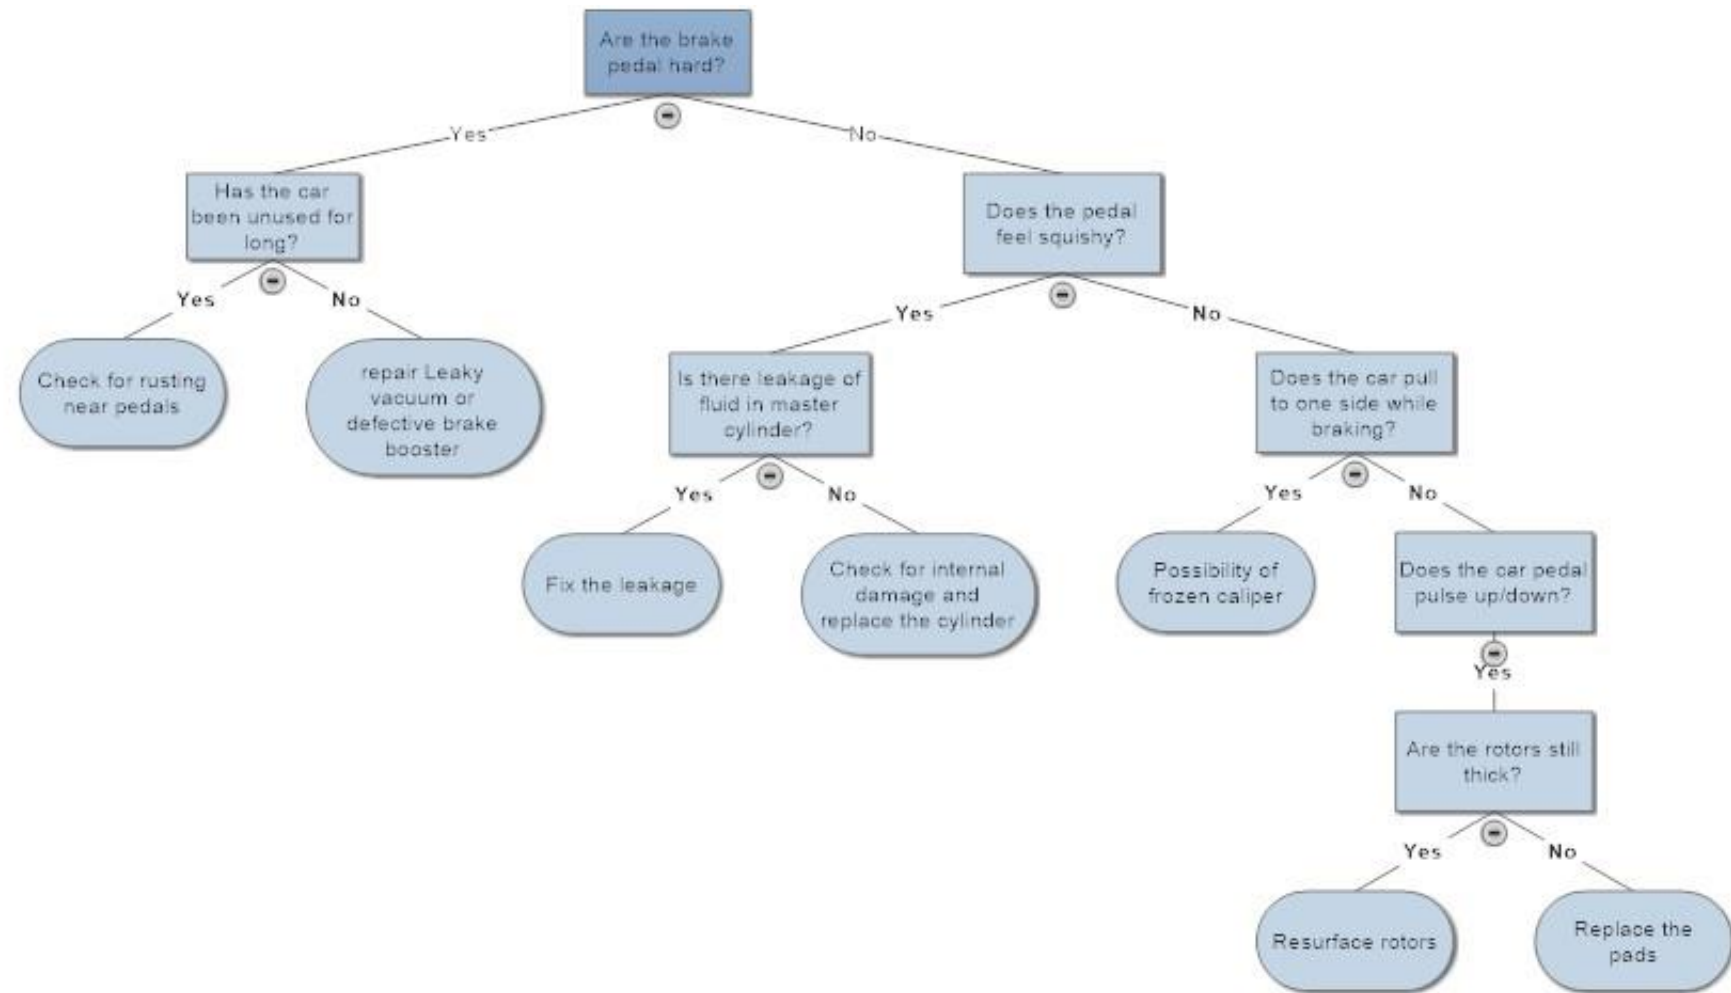 Are the brake
pedal hard?
Yes
No
Has the car
been unused for
long?
Does the pedal
feel squishy?
Yes
No
Yes
No
Check for rusting
near pedals
repair Leaky
vacuum or
defective brake
booster
Is there leakage of
fluid in master
cylinder?
Does the car pull
to one side while
braking?
Yes
No
Yes
No
Fix the leakage
Check for internal
damage and
replace the cylinder
Possibility of
frozen caliper
Does the car pedal
pulse up/down?
Yes
Are the rotors still
thick?
Yes
No
Resurface rotors
Replace the
pads